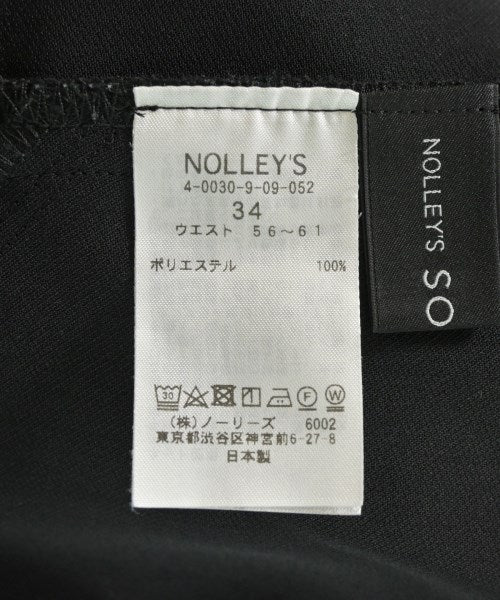 NOLLEY'S
4-0030-9-09-052
34
ウエスト 56～61
ポリエステル 100%
30
F W
(株)ノーリーズ 6002
東京都渋谷区神宮前6-27-8
日本製
NOLLEY'S SO